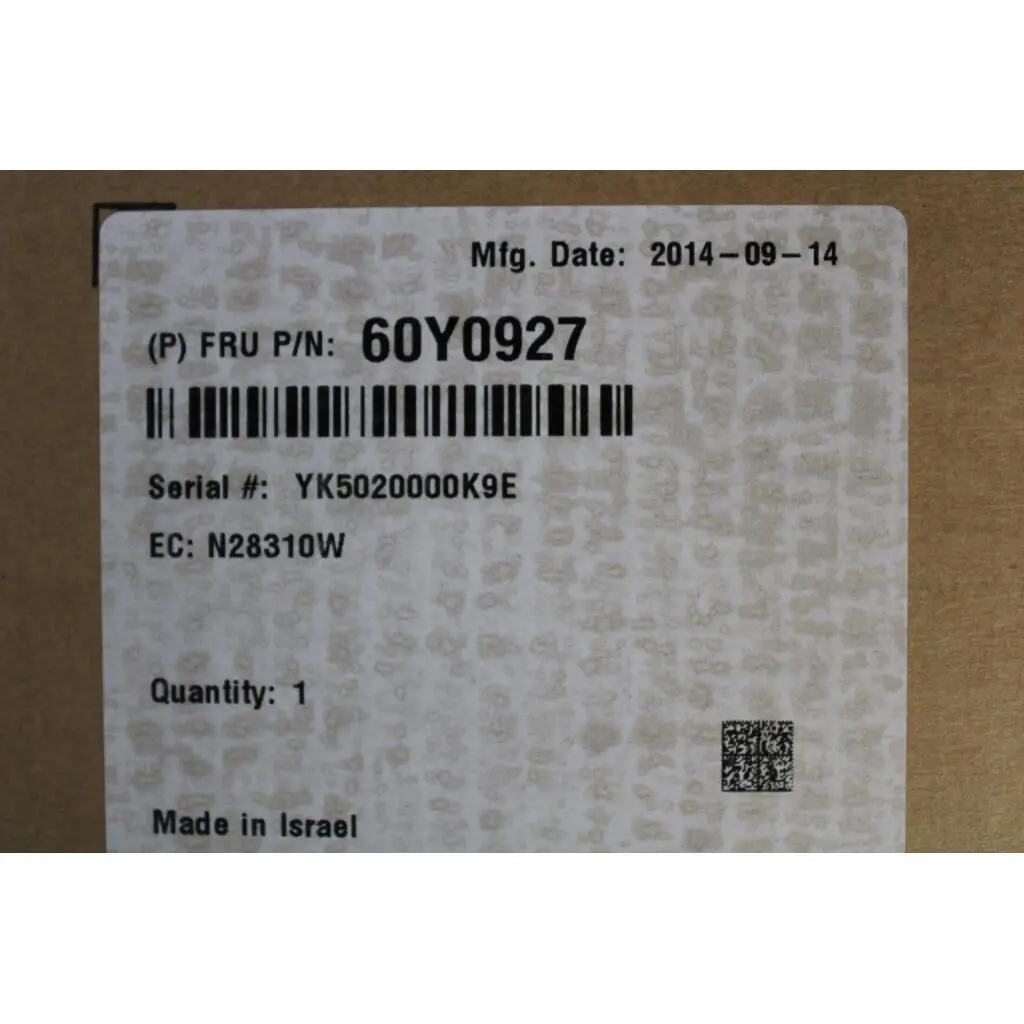 Mfg. Date: 2014-09-14
(P) FRU P/N: 60Y0927
Serial #: YK5020000K9E
EC: N28310W
Quantity: 1
Made in Israel